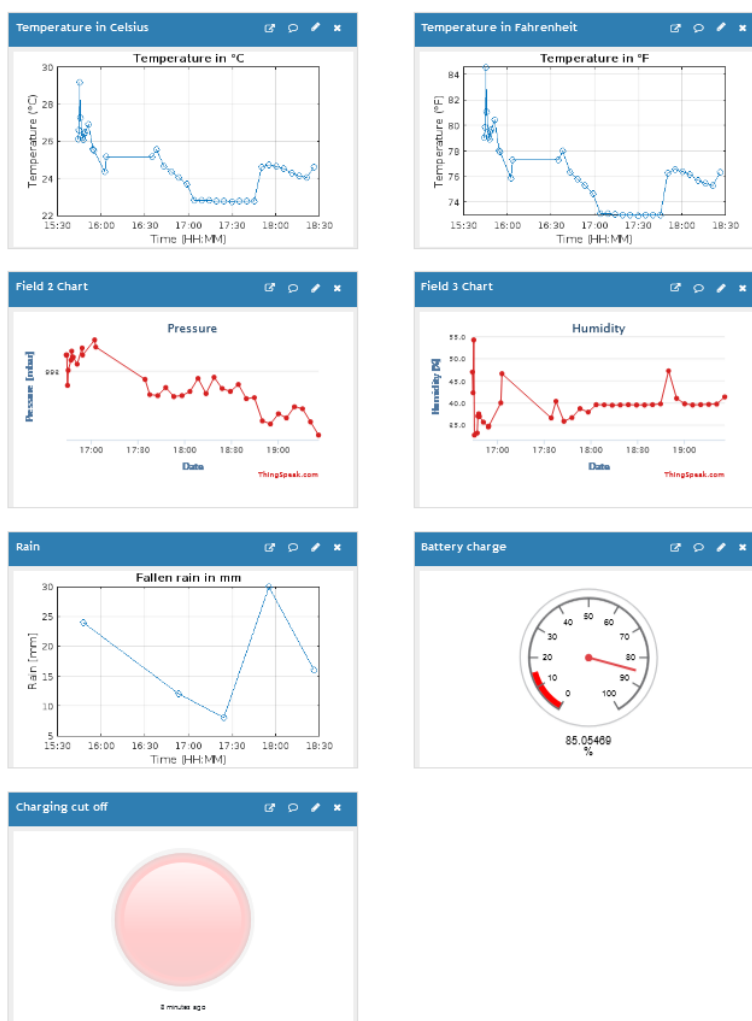 Temperature in Celsius
Temperature in °C
30
28
26
24
22
Temperature (°C)
15:30 16:00 16:30 17:00 17:30 18:00 18:30
Time (HH:MM)
Temperature in Fahrenheit
Temperature in °F
84
82
80
78
76
74
Temperature (°F)
15:30 16:00 16:30 17:00 17:30 18:00 18:30
Time (HH:MM)
Field 2 Chart
Pressure
998
Pressure [mbar]
17:00 17:30 18:00 18:30 19:00
Date
ThingSpeak.com
Field 3 Chart
Humidity
55.0
50.0
45.0
40.0
35.0
Humidity [%]
17:00 17:30 18:00 18:30 19:00
Date
ThingSpeak.com
Rain
Fallen rain in mm
30
25
20
15
10
5
Rain [mm]
15:30 16:00 16:30 17:00 17:30 18:00 18:30
Time (HH:MM)
Battery charge
0 10 20 30 40 50 60 70 80 90 100
85.05469
%
Charging cut off
8 minutes ago